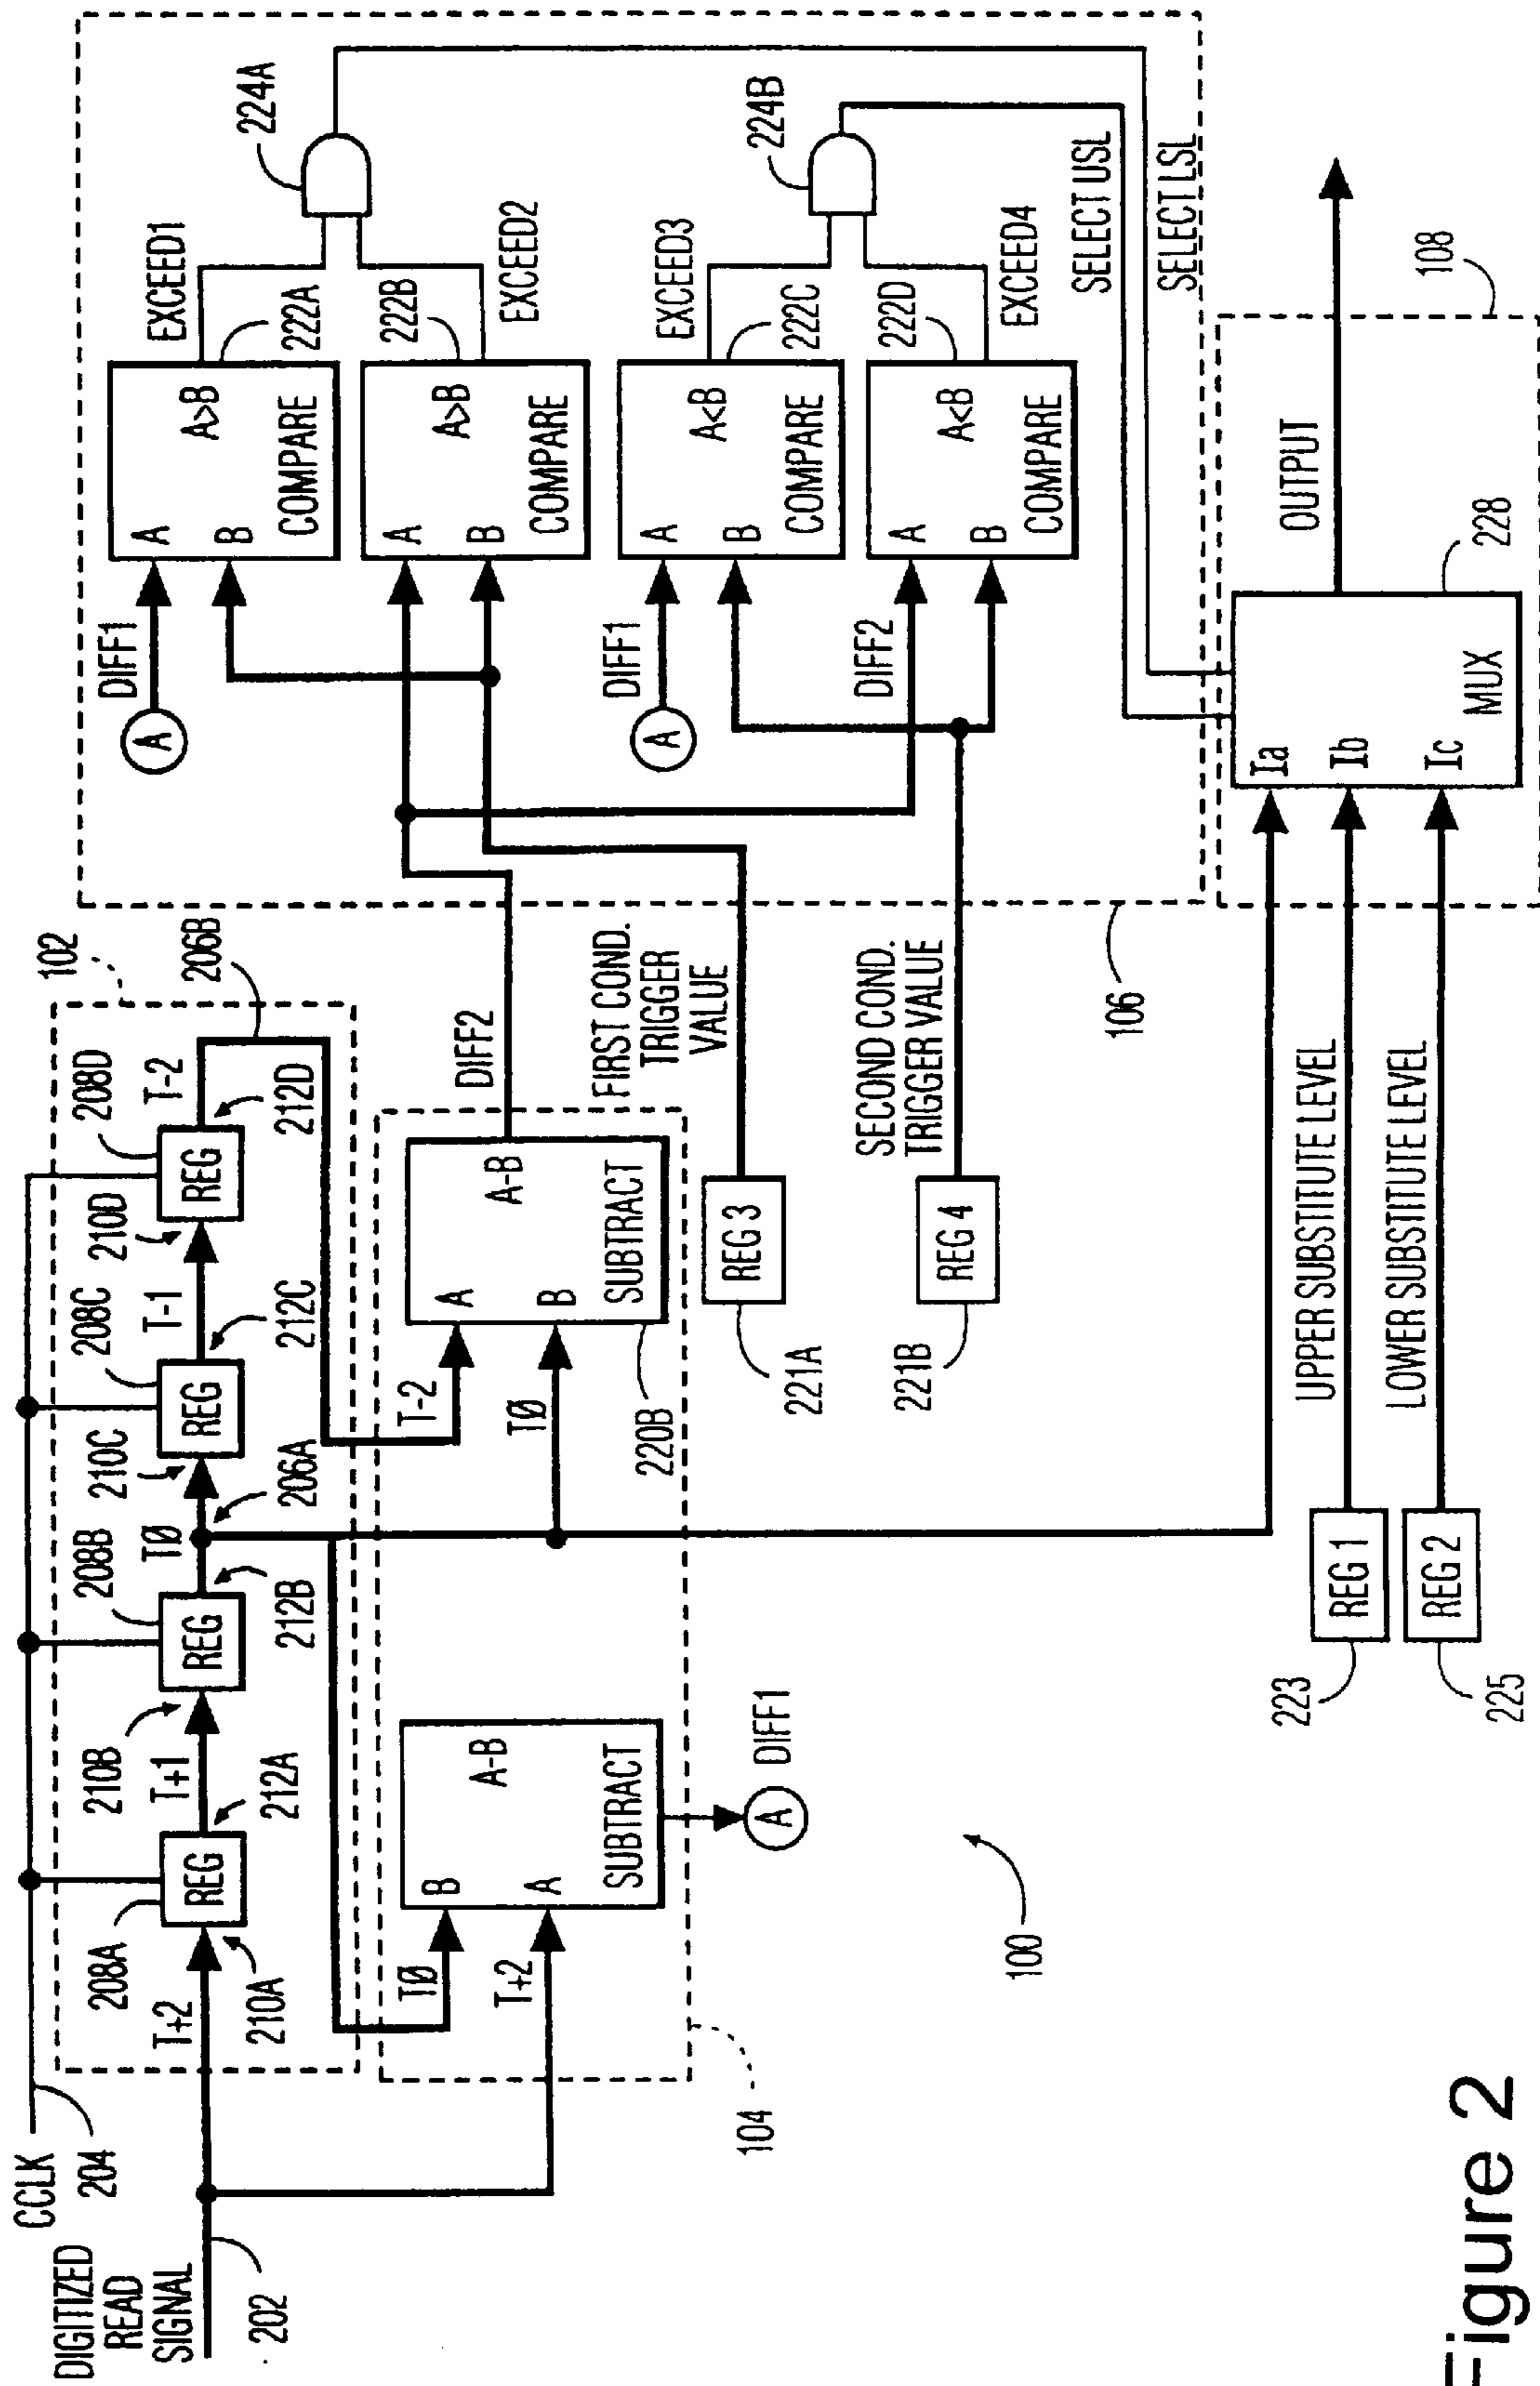 CCLK
204
DIGITIZED
READ
SIGNAL
202
T+2
208A
210A
REG
212A
T+1
210B
208B
REG
212B
TØ
206A
210C
208C
REG
212C
T-1
210D
208D
REG
212D
T-2
206B
102
TØ
T+2
B
A
A-B
SUBTRACT
A
DIFF1
104
T-2
TØ
A
B
A-B
SUBTRACT
220B
DIFF2
FIRST COND.
TRIGGER
VALUE
REG 3
221A
SECOND COND.
TRIGGER VALUE
REG 4
221B
106
A
DIFF1
A
B
A>B
COMPARE
222A
EXCEED1
A
B
A>B
COMPARE
222B
EXCEED2
224A
A
DIFF1
A
B
A<B
COMPARE
222C
EXCEED3
DIFF2
A
B
A<B
COMPARE
222D
EXCEED4
224B
SELECT USL
SELECT LSL
UPPER SUBSTITUTE LEVEL
REG 1
223
LOWER SUBSTITUTE LEVEL
REG 2
225
Ia
Ib
Ic
MUX
228
OUTPUT
108
100
Figure 2